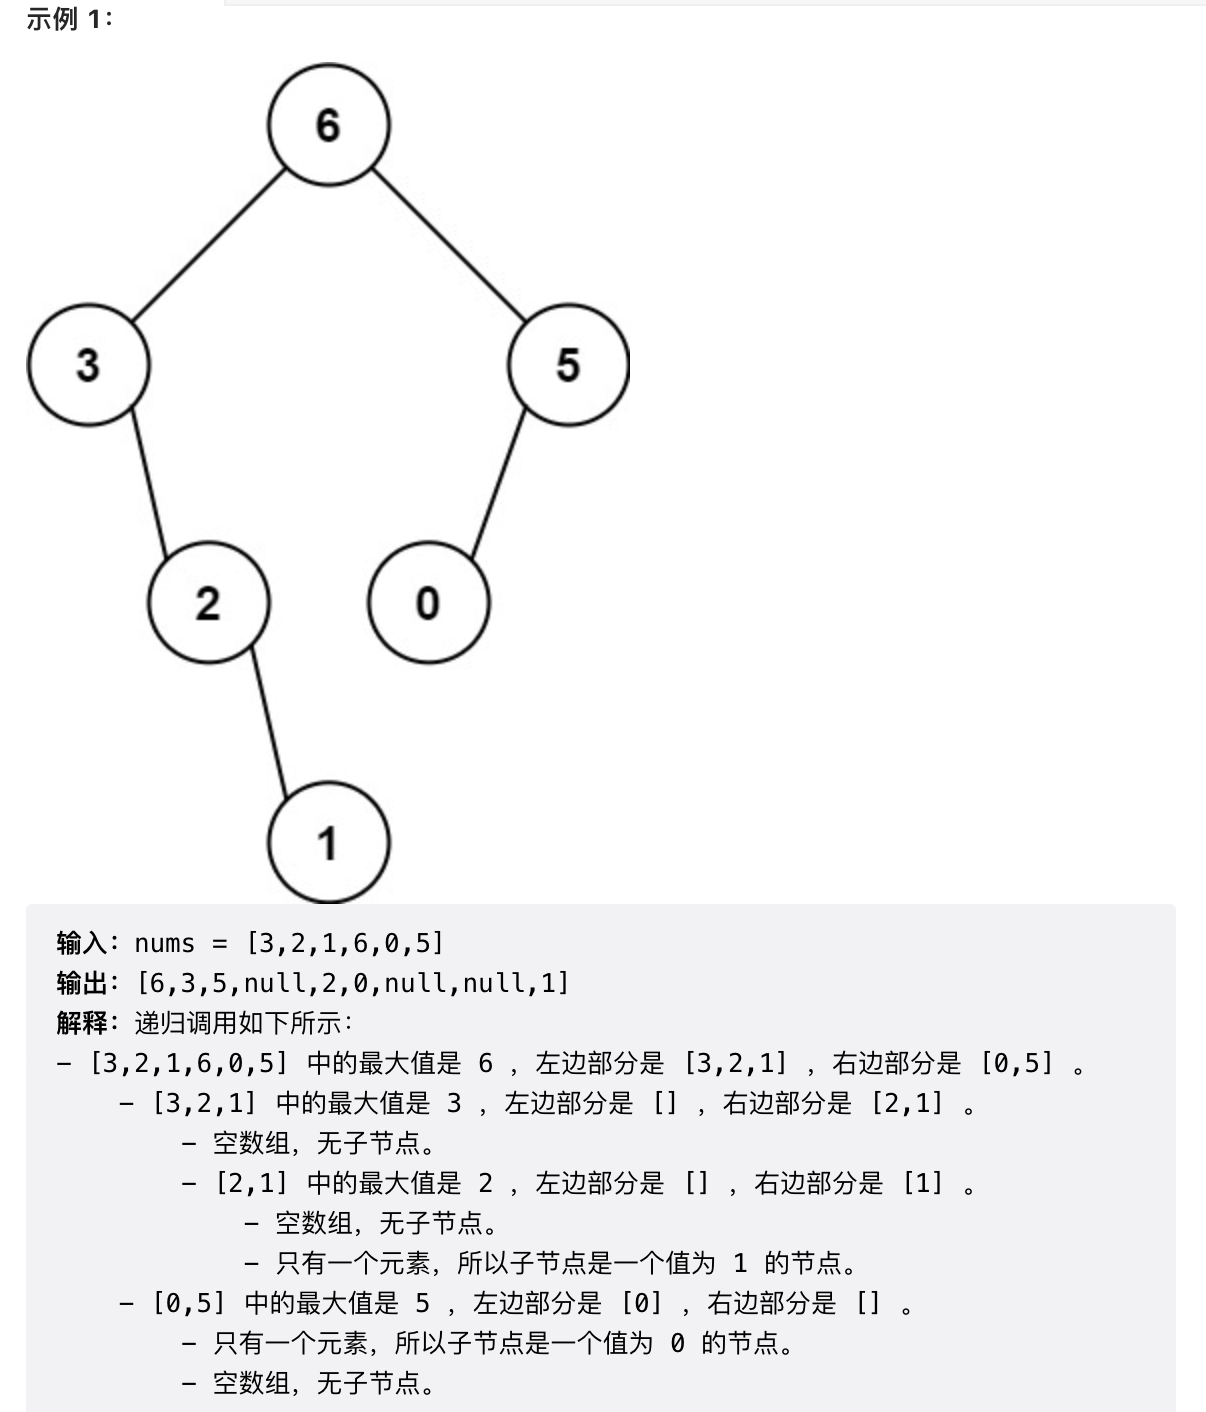 示例 1：
6
3
5
2
0
1
输入：nums = [3,2,1,6,0,5]
输出：[6,3,5,null,2,0,null,null,1]
解释：递归调用如下所示：
- [3,2,1,6,0,5] 中的最大值是 6 ，左边部分是 [3,2,1] ，右边部分是 [0,5] 。
- [3,2,1] 中的最大值是 3 ，左边部分是 [] ，右边部分是 [2,1] 。
- 空数组，无子节点。
- [2,1] 中的最大值是 2 ，左边部分是 [] ，右边部分是 [1] 。
- 空数组，无子节点。
- 只有一个元素，所以子节点是一个值为 1 的节点。
- [0,5] 中的最大值是 5 ，左边部分是 [0] ，右边部分是 [] 。
- 只有一个元素，所以子节点是一个值为 0 的节点。
- 空数组，无子节点。